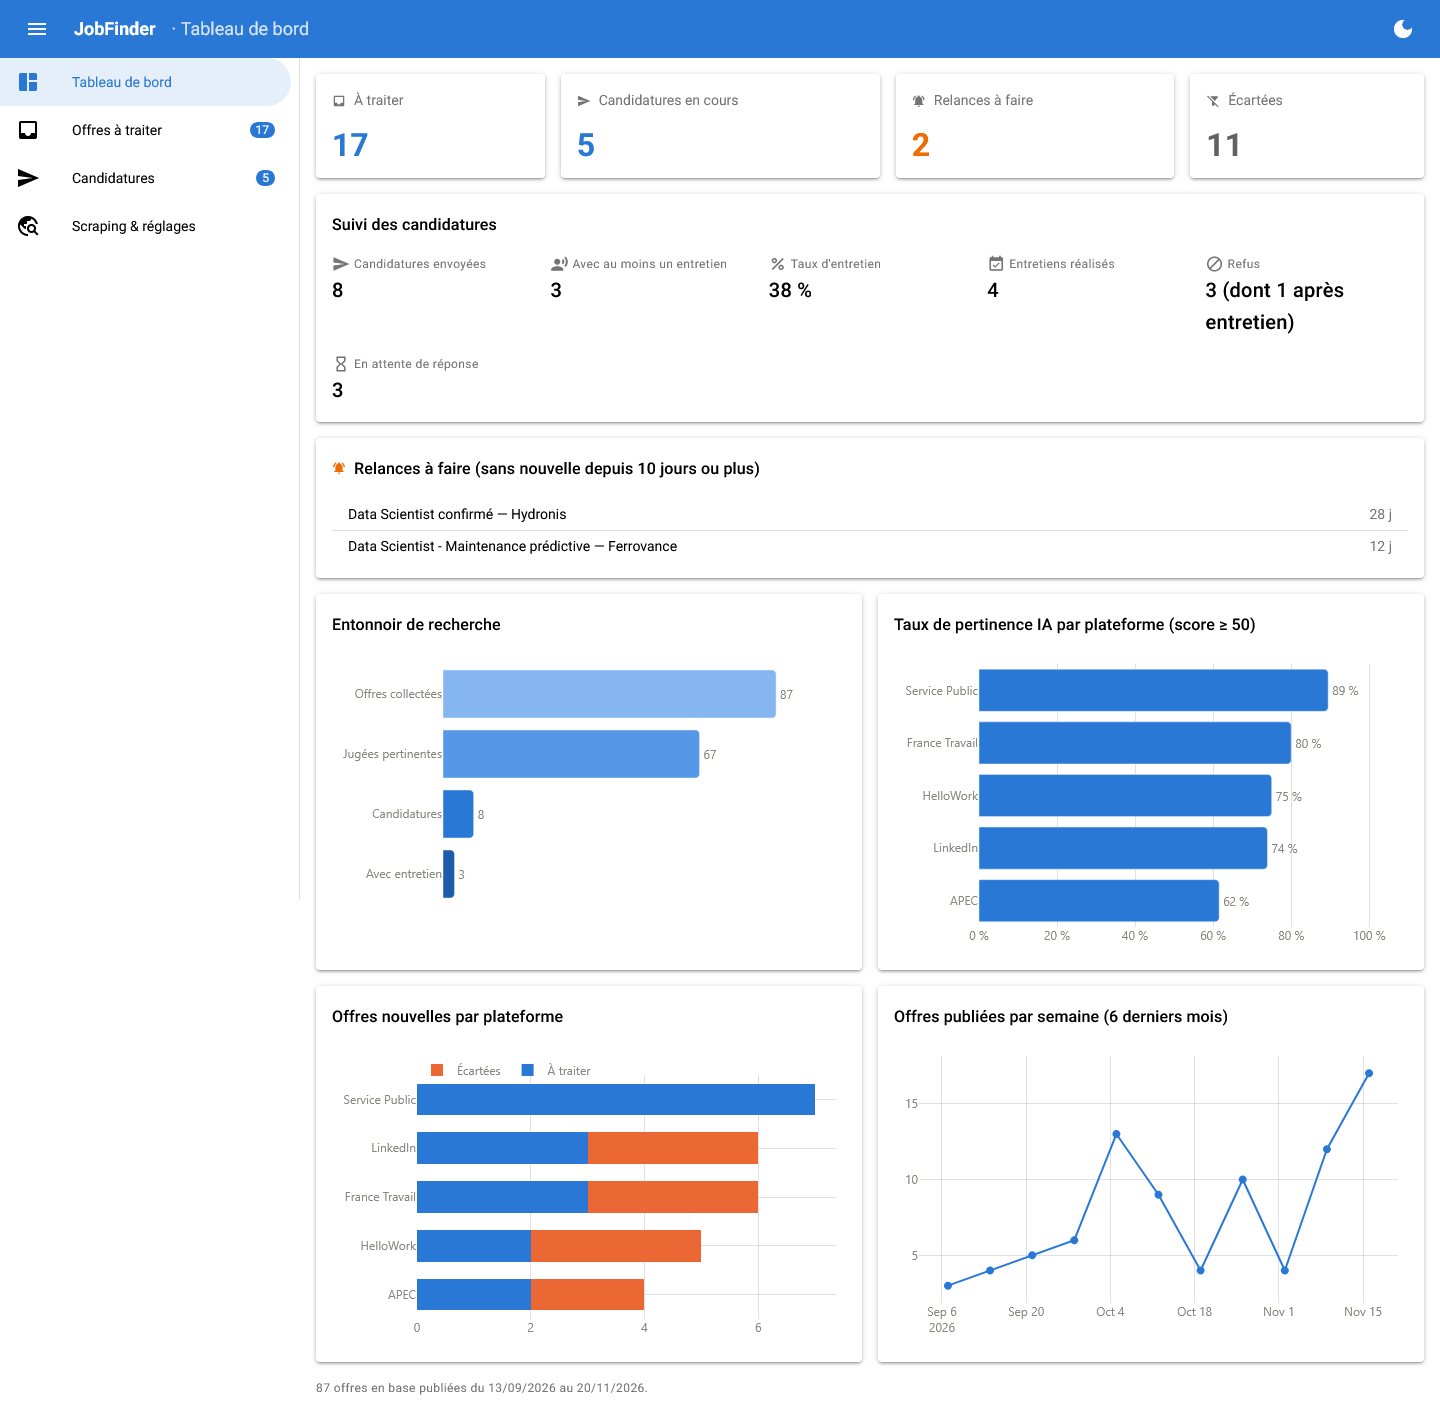 JobFinder · Tableau de bord
Tableau de bord
Offres à traiter 17
Candidatures 5
Scraping & réglages
À traiter
17
Candidatures en cours
5
Relances à faire
2
Écartées
11
Suivi des candidatures
Candidatures envoyées
8
Avec au moins un entretien
3
Taux d'entretien
38 %
Entretiens réalisés
4
Refus
3 (dont 1 après
entretien)
En attente de réponse
3
Relances à faire (sans nouvelle depuis 10 jours ou plus)
Data Scientist confirmé — Hydronis 28 j
Data Scientist - Maintenance prédictive — Ferrovance 12 j
Entonnoir de recherche
Offres collectées 87
Jugées pertinentes 67
Candidatures 8
Avec entretien 3
Taux de pertinence IA par plateforme (score ≥ 50)
Service Public 89 %
France Travail 80 %
HelloWork 75 %
LinkedIn 74 %
APEC 62 %
0 % 20 % 40 % 60 % 80 % 100 %
Offres nouvelles par plateforme
Écartées À traiter
Service Public
LinkedIn
France Travail
HelloWork
APEC
0 2 4 6
Offres publiées par semaine (6 derniers mois)
15
10
5
Sep 6 Sep 20 Oct 4 Oct 18 Nov 1 Nov 15
2026
87 offres en base publiées du 13/09/2026 au 20/11/2026.